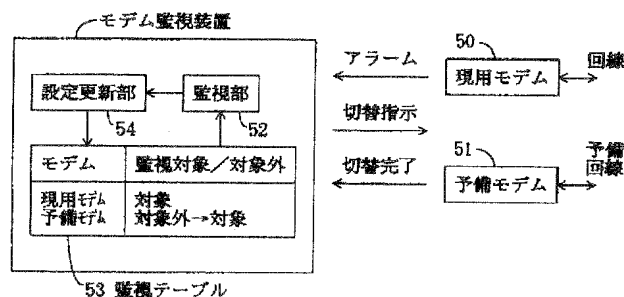 モデム監視装置
設定更新部
54
監視部
52
モデム 監視対象/対象外
現用モデム 対象
予備モデム 対象外→対象
53 監視テーブル
アラーム
切替指示
切替完了
50
現用モデム
回線
51
予備モデム
予備
回線